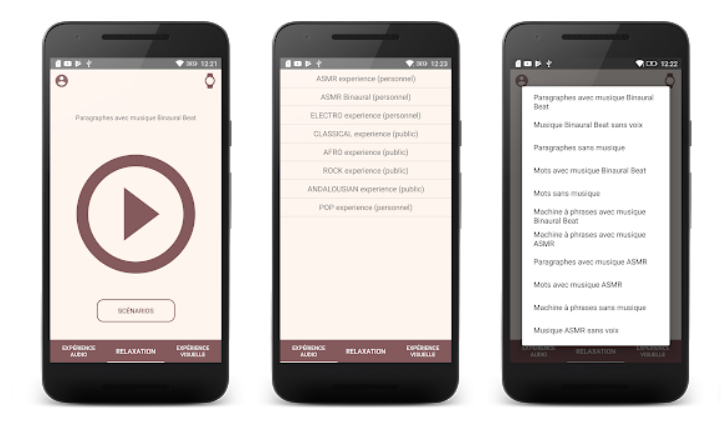 12:21
Paragraphes avec musique Binaural Beat
SCÉNARIOS
EXPÉRIENCE
AUDIO
RELAXATION
EXPÉRIENCE
VISUELLE
12:23
ASMR experience (personnel)
ASMR Binaural (personnel)
ELECTRO experience (personnel)
CLASSICAL experience (public)
AFRO experience (public)
ROCK experience (public)
ANDALOUSIAN experience (public)
POP experience (personnel)
EXPÉRIENCE
AUDIO
RELAXATION
EXPÉRIENCE
VISUELLE
12:22
Paragraphes avec musique Binaural
Beat
Musique Binaural Beat sans voix
Paragraphes sans musique
Mots avec musique Binaural Beat
Mots sans musique
Machine à phrases avec musique
Binaural Beat
Machine à phrases avec musique
ASMR
Paragraphes avec musique ASMR
Mots avec musique ASMR
Machine à phrases sans musique
Musique ASMR sans voix
AUDIO
RELAXATION
VISUELLE